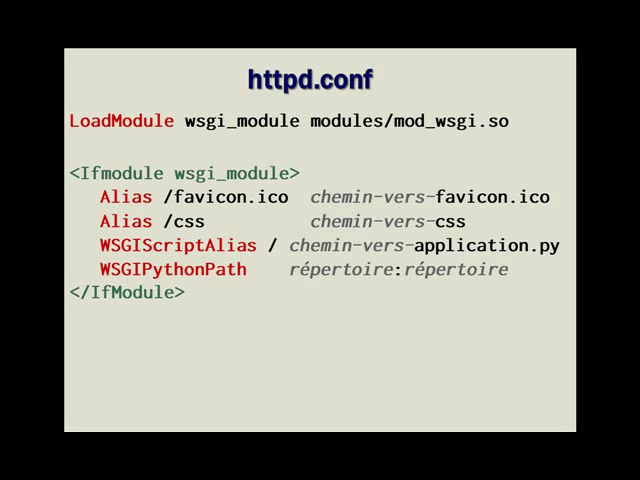 httpd.conf
LoadModule wsgi_module modules/mod_wsgi.so
<Ifmodule wsgi_module>
Alias /favicon.ico chemin-vers-favicon.ico
Alias /css chemin-vers-css
WSGIScriptAlias / chemin-vers-application.py
WSGIPythonPath répertoire:répertoire
</IfModule>